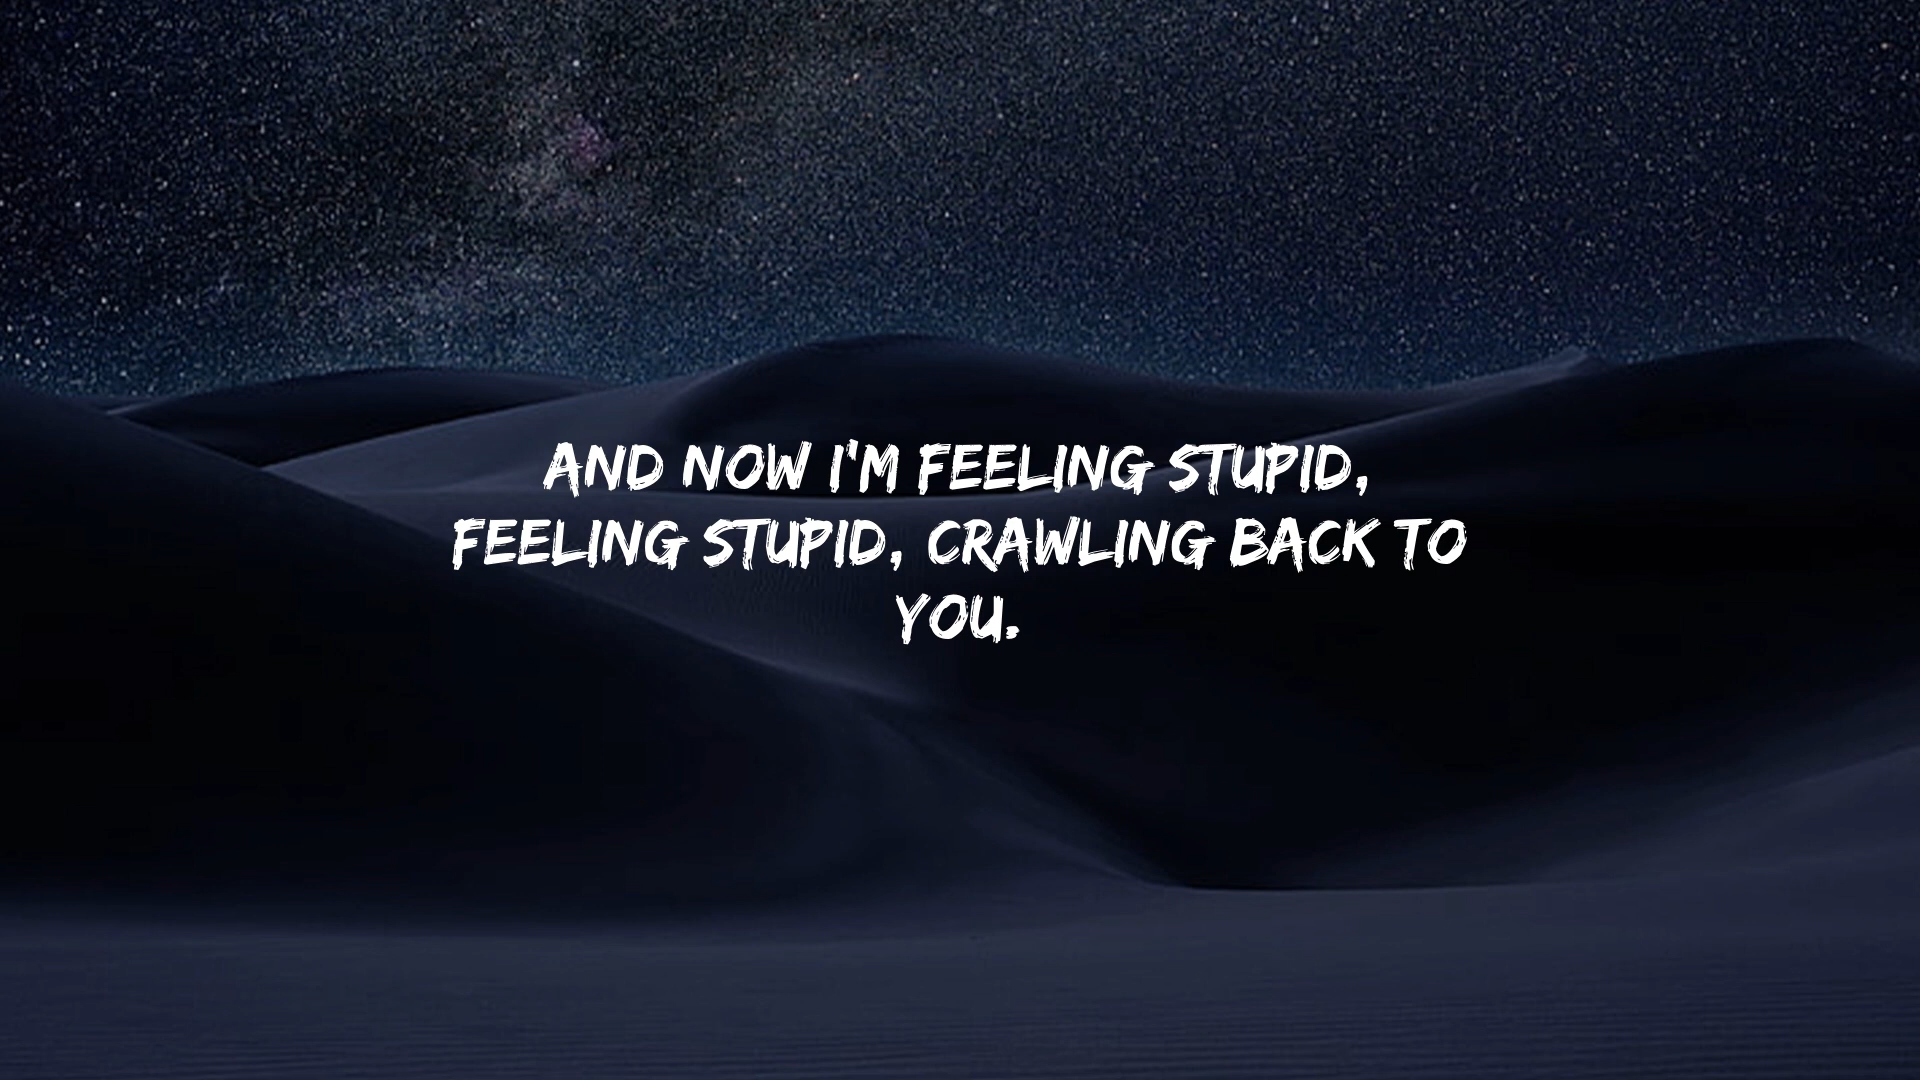 AND NOW I'M FEELING STUPID,
FEELING STUPID, CRAWLING BACK TO
YOU.